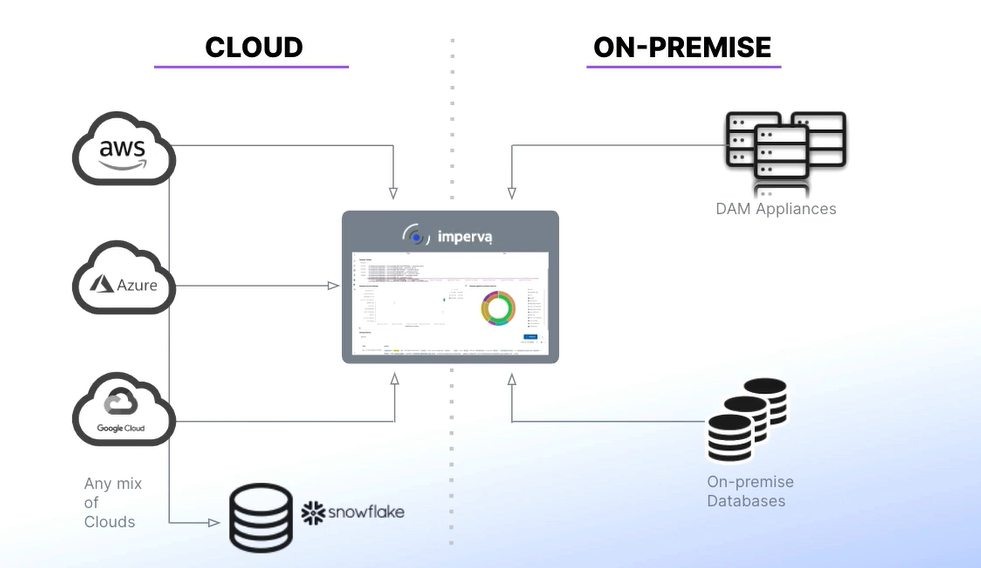 CLOUD
ON-PREMISE
aws
DAM Appliances
imperva
Azure
Google Cloud
Any mix
of
Clouds
snowflake
On-premise
Databases